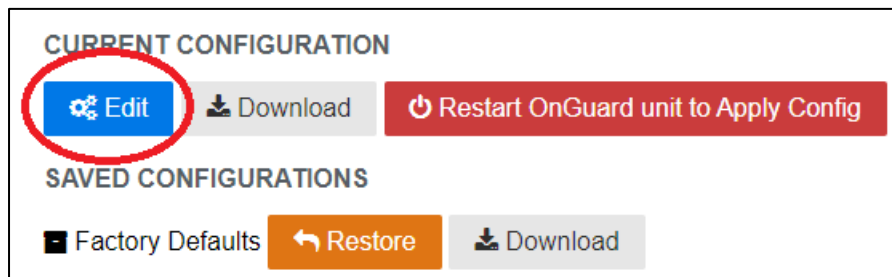 CURRENT CONFIGURATION
Edit Download Restart OnGuard unit to Apply Config
SAVED CONFIGURATIONS
Factory Defaults Restore Download